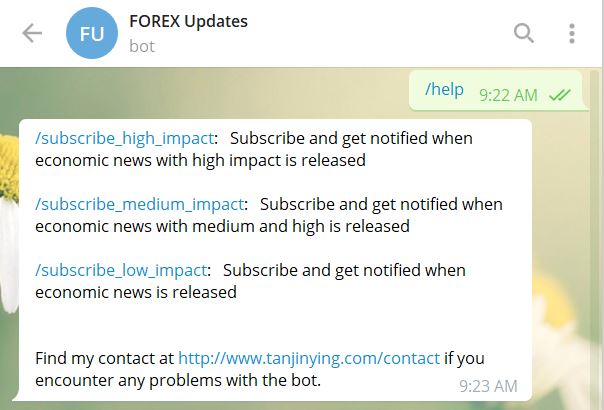 FU
FOREX Updates
bot
/help 9:22 AM
/subscribe_high_impact: Subscribe and get notified when
economic news with high impact is released
/subscribe_medium_impact: Subscribe and get notified when
economic news with medium and high is released
/subscribe_low_impact: Subscribe and get notified when
economic news is released
Find my contact at http://www.tanjinying.com/contact if you
encounter any problems with the bot.
9:23 AM